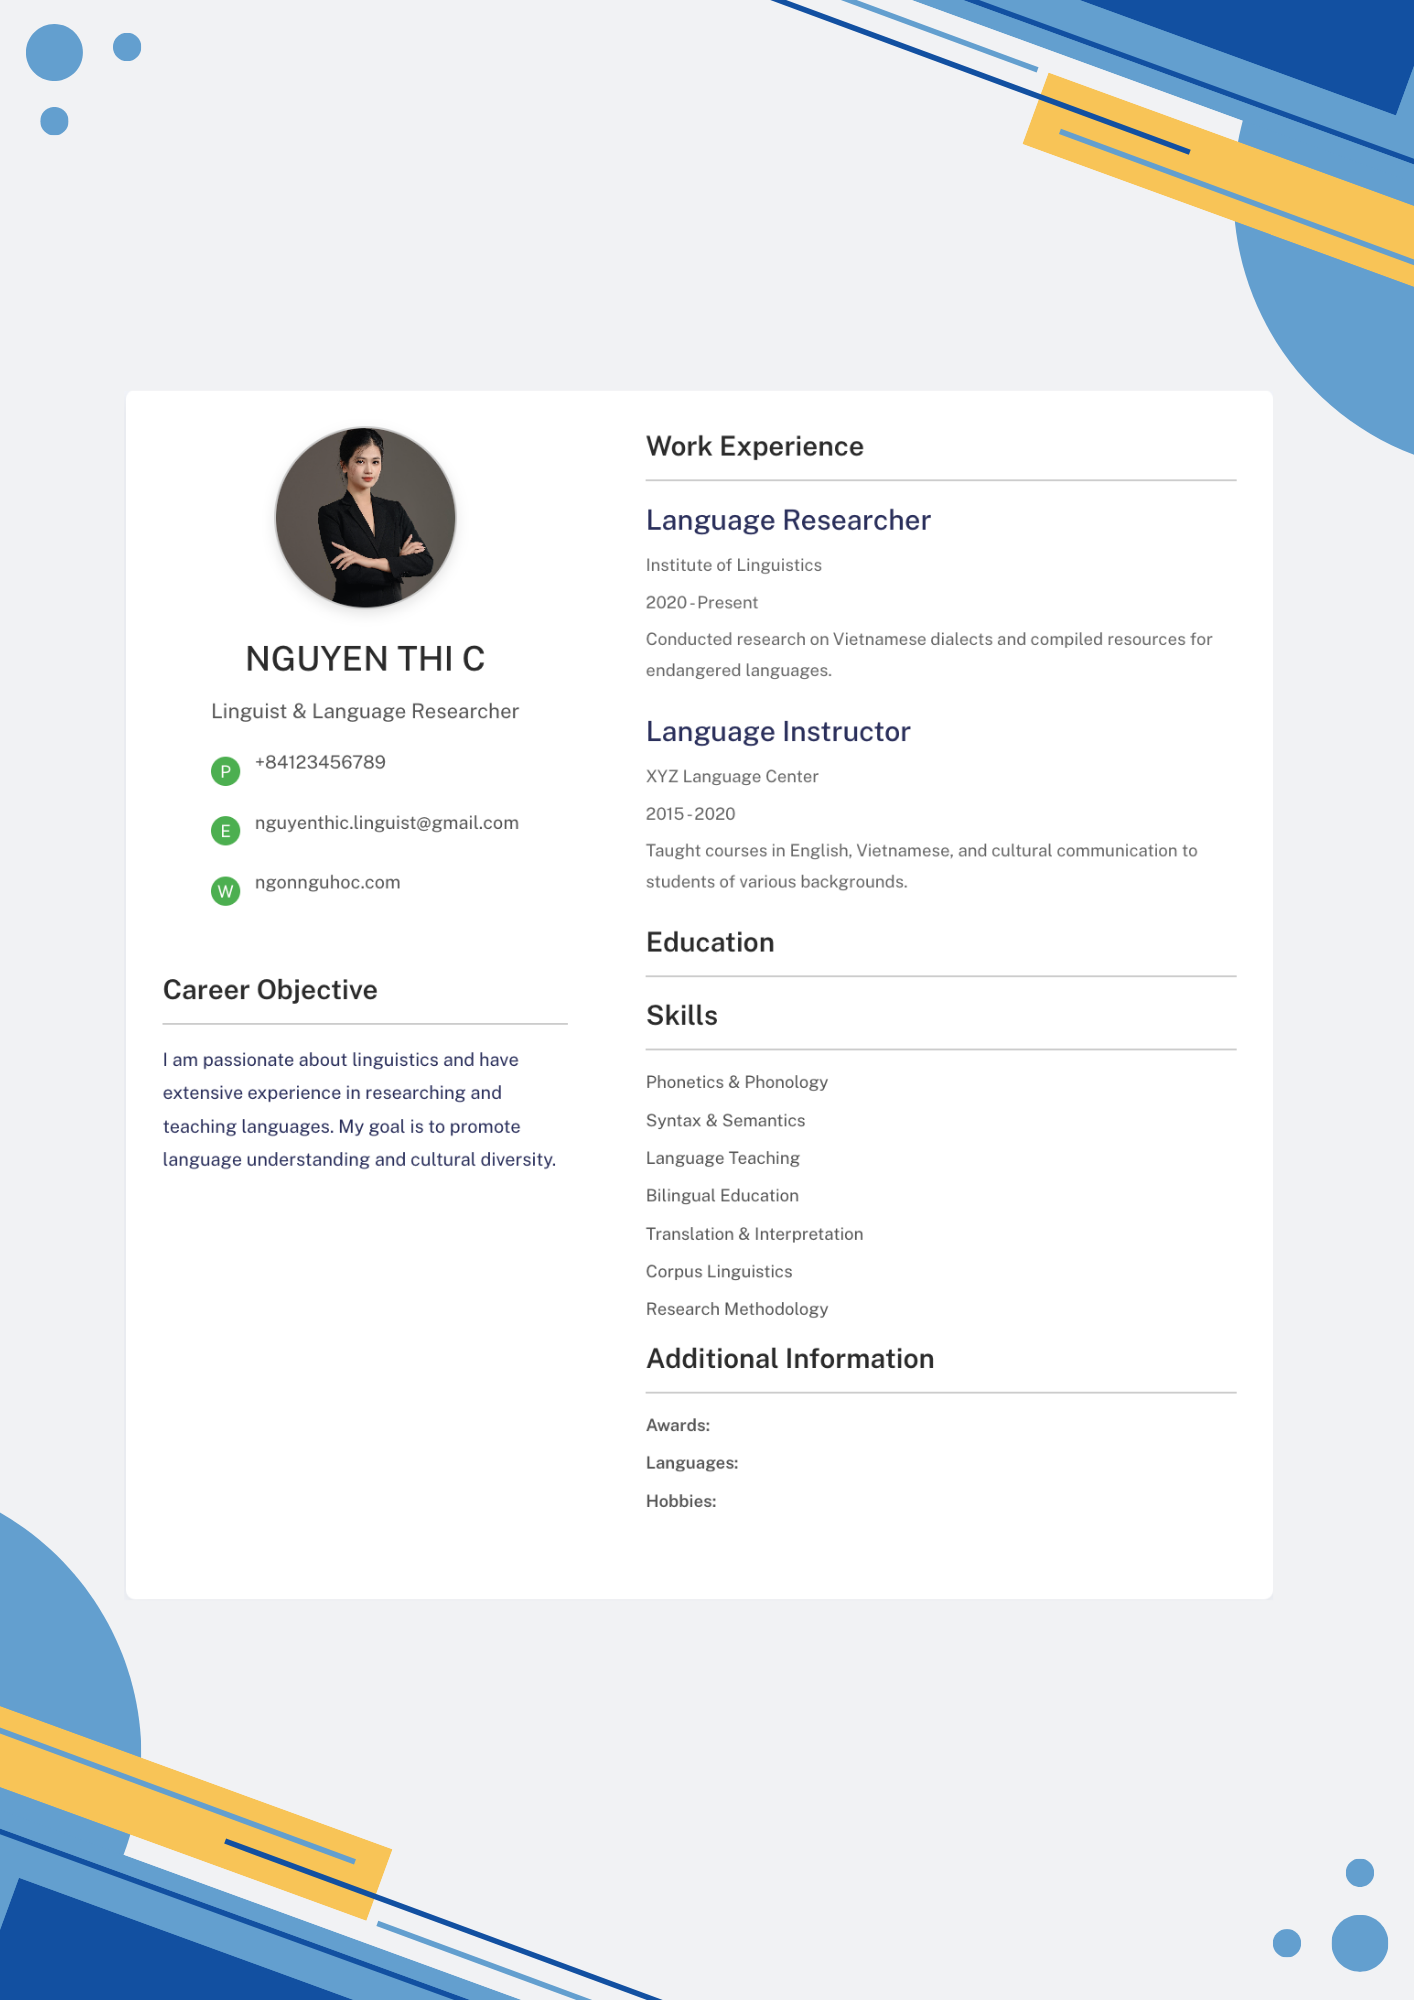 NGUYEN THI C
Linguist & Language Researcher
P +84123456789
E nguyenthic.linguist@gmail.com
W ngonnguhoc.com
Career Objective
I am passionate about linguistics and have
extensive experience in researching and
teaching languages. My goal is to promote
language understanding and cultural diversity.
Work Experience
Language Researcher
Institute of Linguistics
2020 - Present
Conducted research on Vietnamese dialects and compiled resources for
endangered languages.
Language Instructor
XYZ Language Center
2015 - 2020
Taught courses in English, Vietnamese, and cultural communication to
students of various backgrounds.
Education
Skills
Phonetics & Phonology
Syntax & Semantics
Language Teaching
Bilingual Education
Translation & Interpretation
Corpus Linguistics
Research Methodology
Additional Information
Awards:
Languages:
Hobbies: